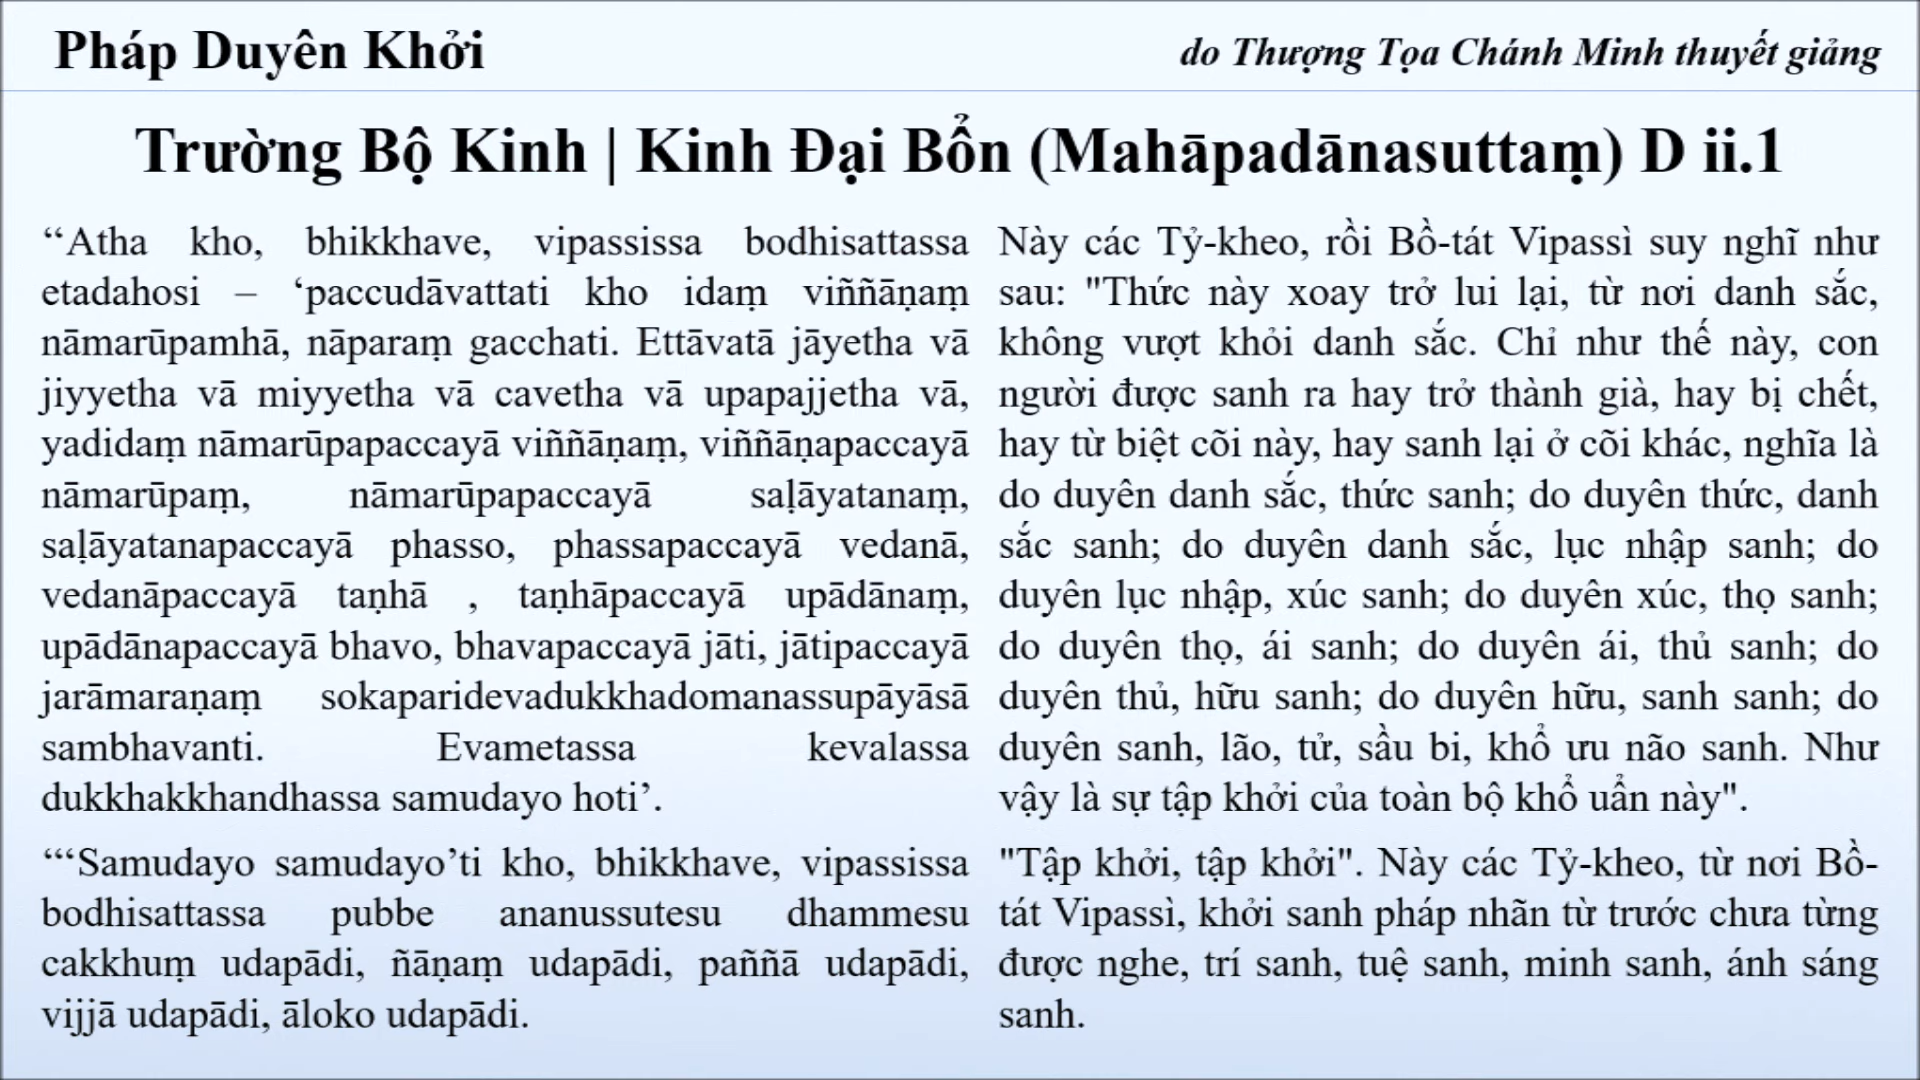 Pháp Duyên Khởi
do Thượng Tọa Chánh Minh thuyết giảng
Trường Bộ Kinh | Kinh Đại Bổn (Mahāpadānasuttaṃ) D ii.1
‘‘Atha kho, bhikkhave, vipassissa bodhisattassa
etadahosi – ‘paccudāvattati kho idaṃ viññāṇaṃ
nāmarūpamhā, nāparaṃ gacchati. Ettāvatā jāyetha vā
jiyyetha vā miyyetha vā cavetha vā upapajjetha vā,
yadidaṃ nāmarūpapaccayā viññāṇaṃ, viññāṇapaccayā
nāmarūpaṃ, nāmarūpapaccayā saḷāyatanaṃ,
saḷāyatanapaccayā phasso, phassapaccayā vedanā,
vedanāpaccayā taṇhā , taṇhāpaccayā upādānaṃ,
upādānapaccayā bhavo, bhavapaccayā jāti, jātipaccayā
jarāmaraṇaṃ sokaparidevadukkhadomanassupāyāsā
sambhavanti. Evametassa kevalassa
dukkhakkhandhassa samudayo hoti’.
‘‘‘Samudayo samudayo’ti kho, bhikkhave, vipassissa
bodhisattassa pubbe ananussutesu dhammesu
cakkhuṃ udapādi, ñāṇaṃ udapādi, paññā udapādi,
vijjā udapādi, āloko udapādi.
Này các Tỷ-kheo, rồi Bồ-tát Vipassì suy nghĩ như
sau: "Thức này xoay trở lui lại, từ nơi danh sắc,
không vượt khỏi danh sắc. Chỉ như thế này, con
người được sanh ra hay trở thành già, hay bị chết,
hay từ biệt cõi này, hay sanh lại ở cõi khác, nghĩa là
do duyên danh sắc, thức sanh; do duyên thức, danh
sắc sanh; do duyên danh sắc, lục nhập sanh; do
duyên lục nhập, xúc sanh; do duyên xúc, thọ sanh;
do duyên thọ, ái sanh; do duyên ái, thủ sanh; do
duyên thủ, hữu sanh; do duyên hữu, sanh sanh; do
duyên sanh, lão, tử, sầu bi, khổ ưu não sanh. Như
vậy là sự tập khởi của toàn bộ khổ uẩn này".
"Tập khởi, tập khởi". Này các Tỷ-kheo, từ nơi Bồ-
tát Vipassì, khởi sanh pháp nhãn từ trước chưa từng
được nghe, trí sanh, tuệ sanh, minh sanh, ánh sáng
sanh.